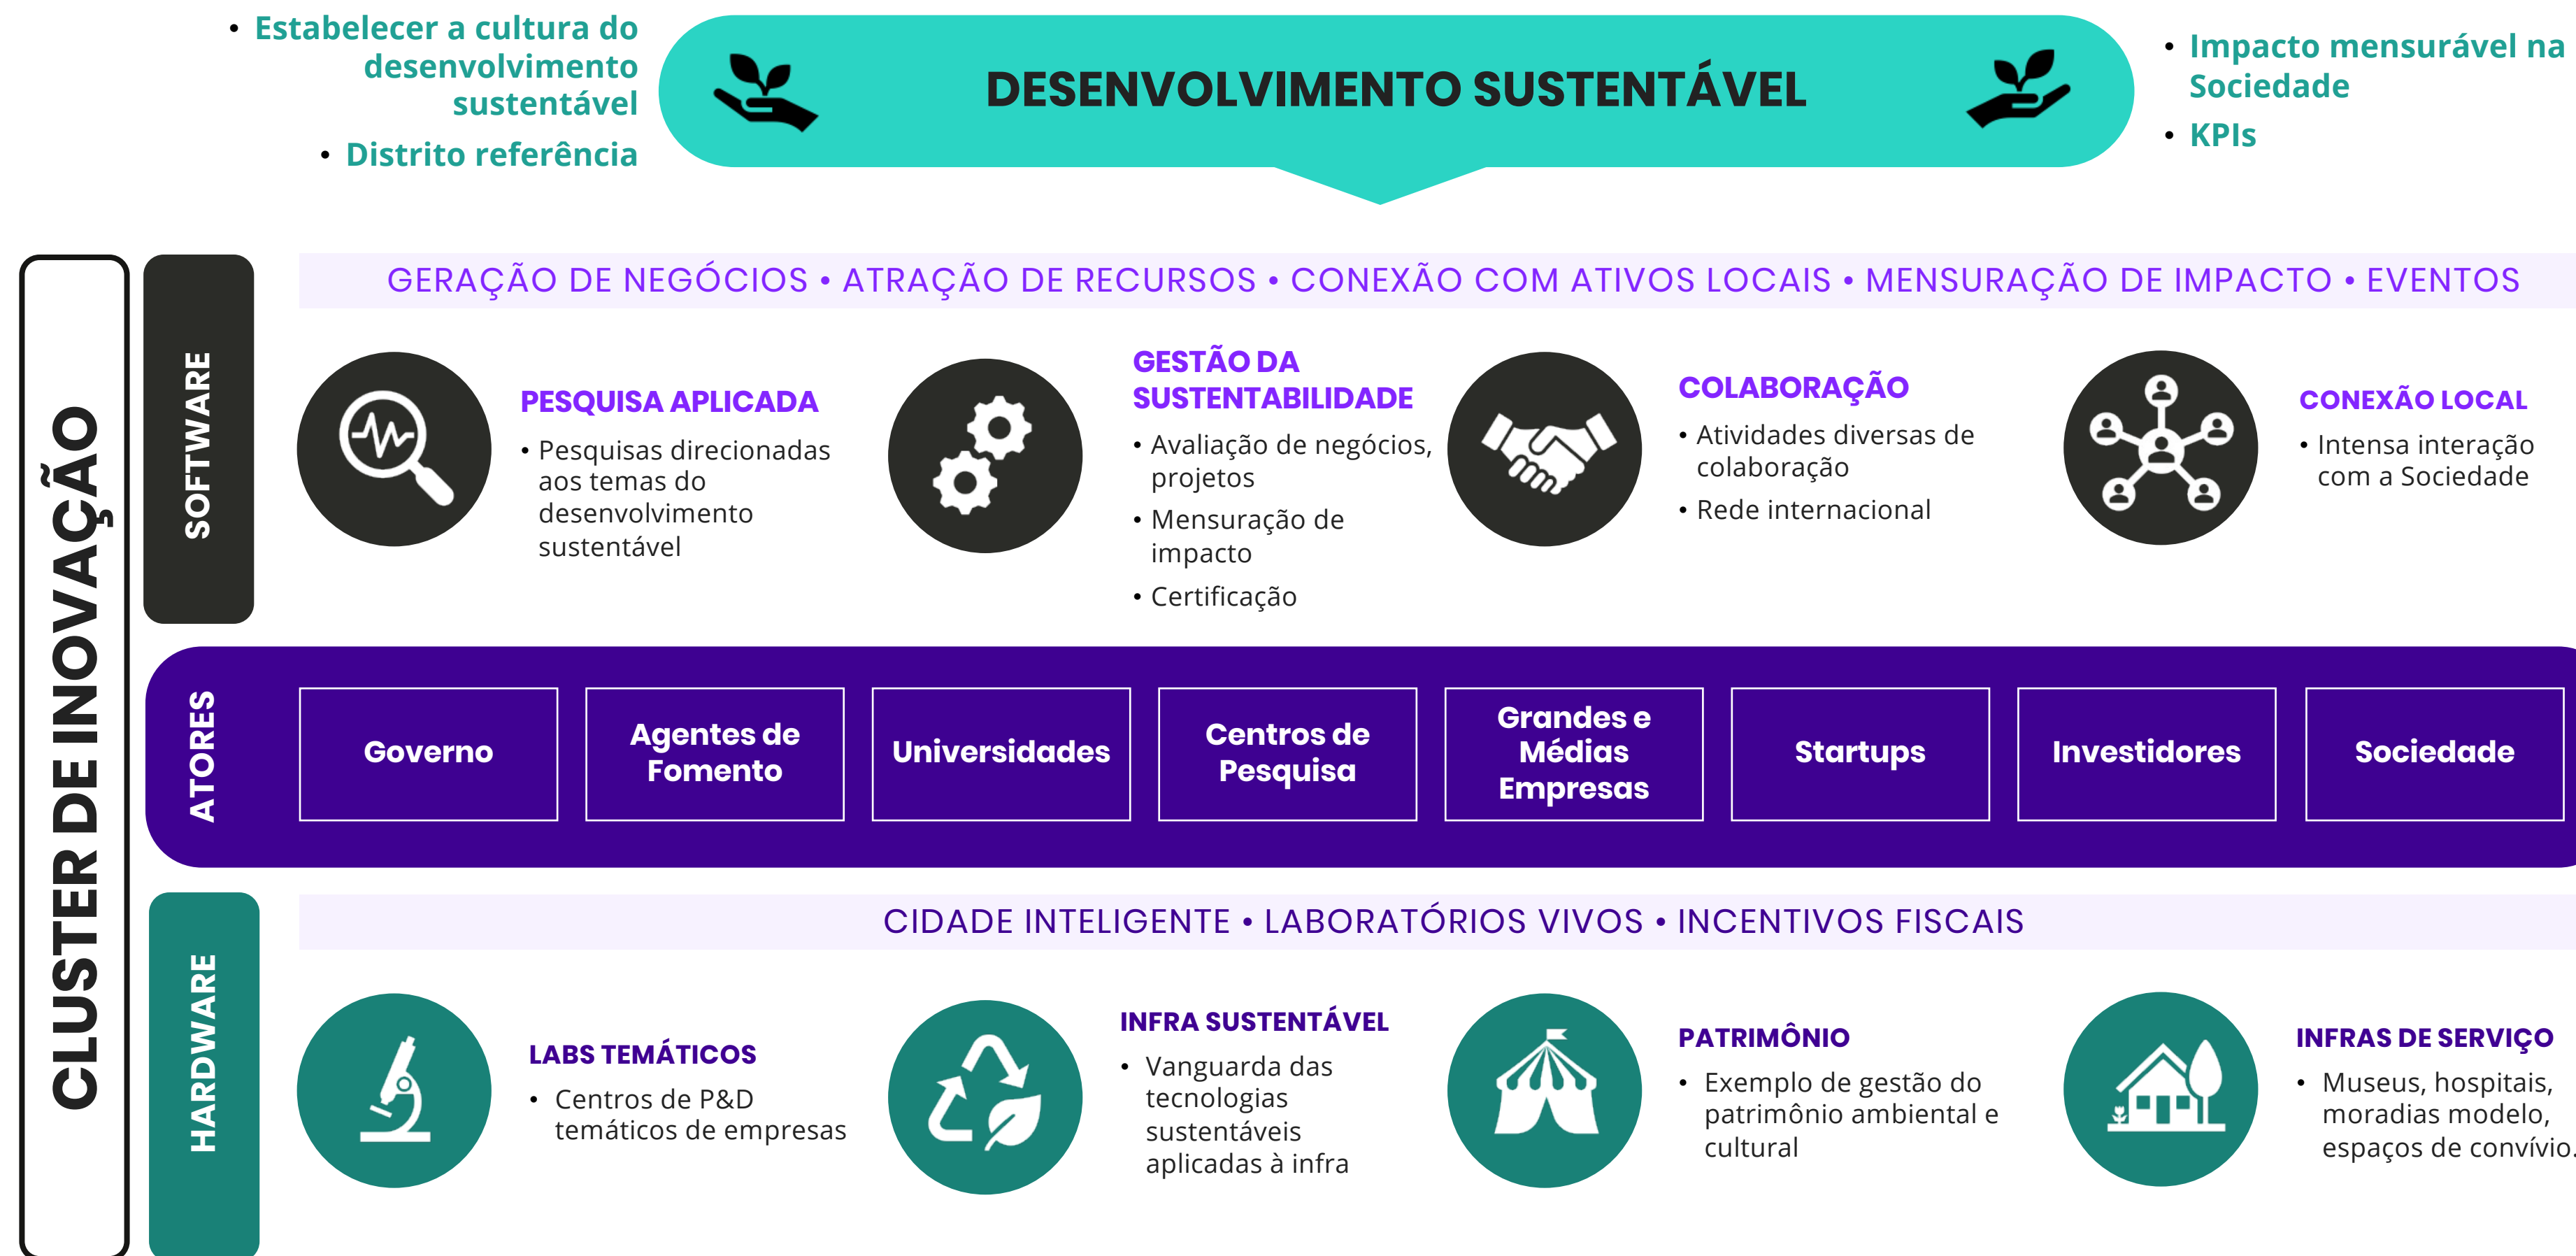 • Estabelecer a cultura do
desenvolvimento
sustentável
• Distrito referência
DESENVOLVIMENTO SUSTENTÁVEL
• Impacto mensurável na
Sociedade
• KPIs
CLUSTER DE INOVAÇÃO
SOFTWARE
GERAÇÃO DE NEGÓCIOS • ATRAÇÃO DE RECURSOS • CONEXÃO COM ATIVOS LOCAIS • MENSURAÇÃO DE IMPACTO • EVENTOS
PESQUISA APLICADA
• Pesquisas direcionadas
aos temas do
desenvolvimento
sustentável
GESTÃO DA
SUSTENTABILIDADE
• Avaliação de negócios,
projetos
• Mensuração de
impacto
• Certificação
COLABORAÇÃO
• Atividades diversas de
colaboração
• Rede internacional
CONEXÃO LOCAL
• Intensa interação
com a Sociedade
ATORES
Governo
Agentes de
Fomento
Universidades
Centros de
Pesquisa
Grandes e
Médias
Empresas
Startups
Investidores
Sociedade
HARDWARE
CIDADE INTELIGENTE • LABORATÓRIOS VIVOS • INCENTIVOS FISCAIS
LABS TEMÁTICOS
• Centros de P&D
temáticos de empresas
INFRA SUSTENTÁVEL
• Vanguarda das
tecnologias
sustentáveis
aplicadas à infra
PATRIMÔNIO
• Exemplo de gestão do
patrimônio ambiental e
cultural
INFRAS DE SERVIÇO
• Museus, hospitais,
moradias modelo,
espaços de convívio.